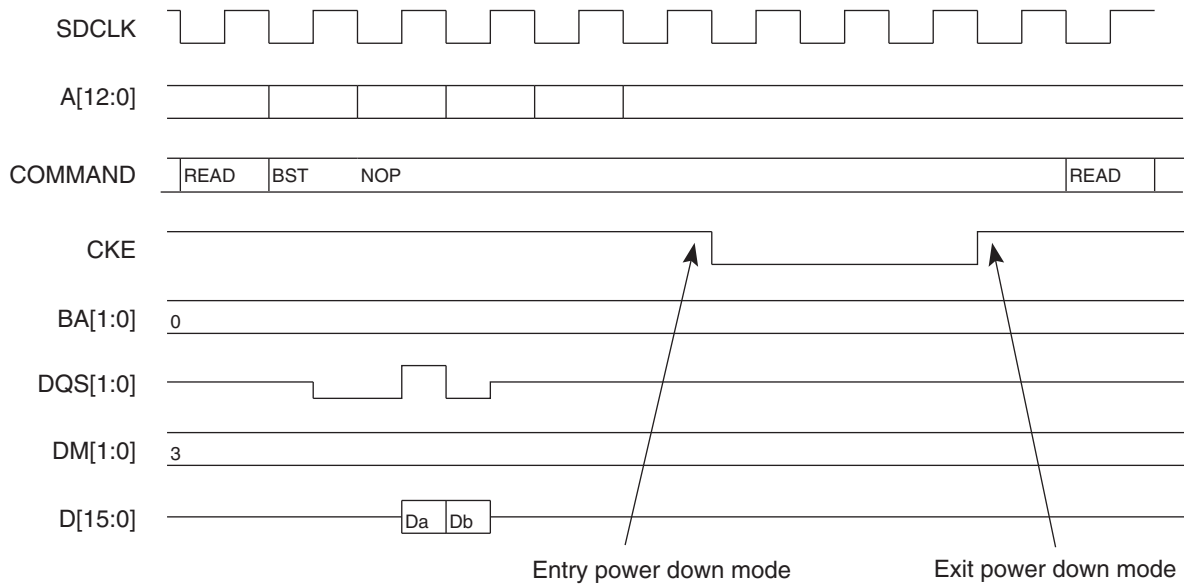 SDCLK
A[12:0]
COMMAND READ BST NOP READ
CKE
BA[1:0] 0
DQS[1:0]
DM[1:0] 3
D[15:0] Da Db
Entry power down mode Exit power down mode